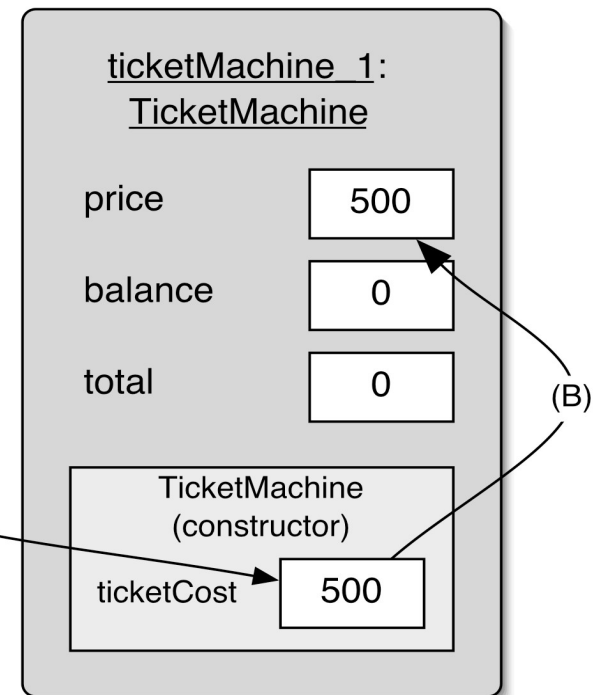 ticketMachine_1:
TicketMachine
price 500
balance 0
total 0
(B)
TicketMachine
(constructor)
ticketCost 500